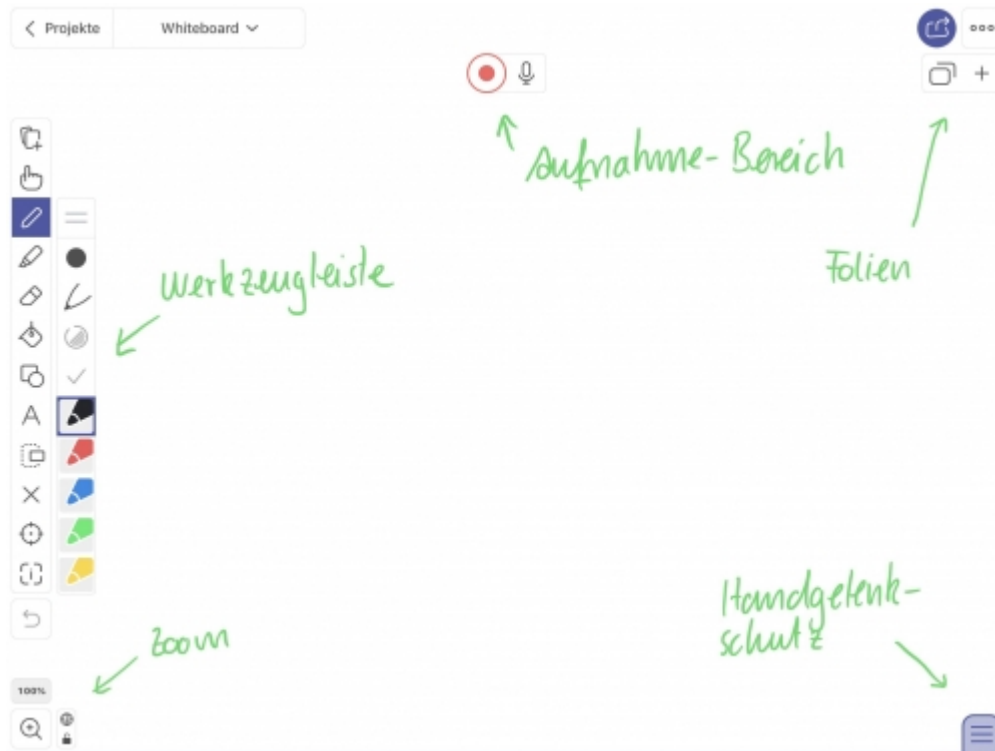 Projekte
Whiteboard
Aufnahme-Bereich
Folien
Werkzeugleiste
A
Handgelenk-
schutz
Zoom
100%